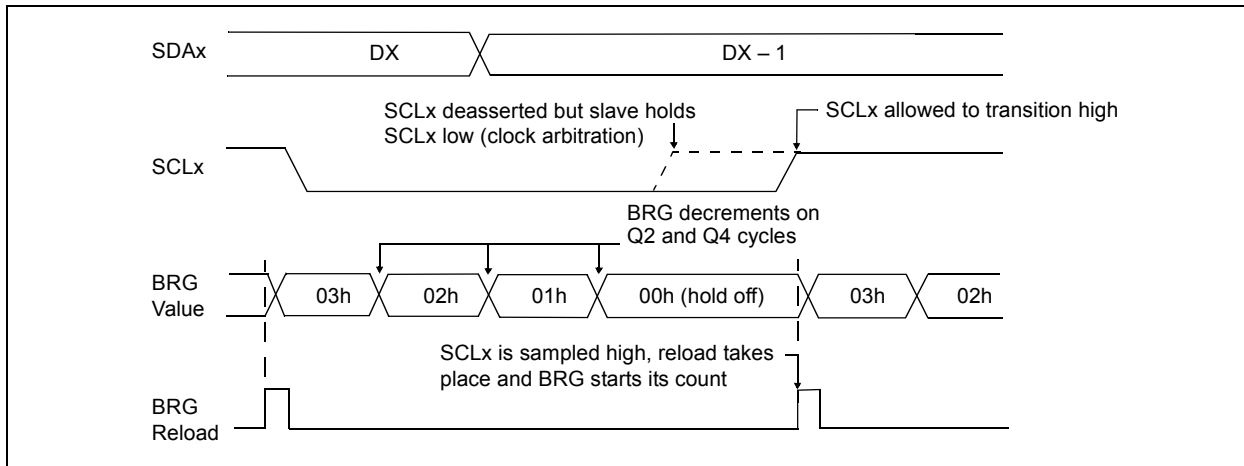 SDAx
DX
DX – 1
SCLx deasserted but slave holds
SCLx low (clock arbitration)
SCLx allowed to transition high
SCLx
BRG decrements on
Q2 and Q4 cycles
BRG
Value
03h
02h
01h
00h (hold off)
03h
02h
SCLx is sampled high, reload takes
place and BRG starts its count
BRG
Reload